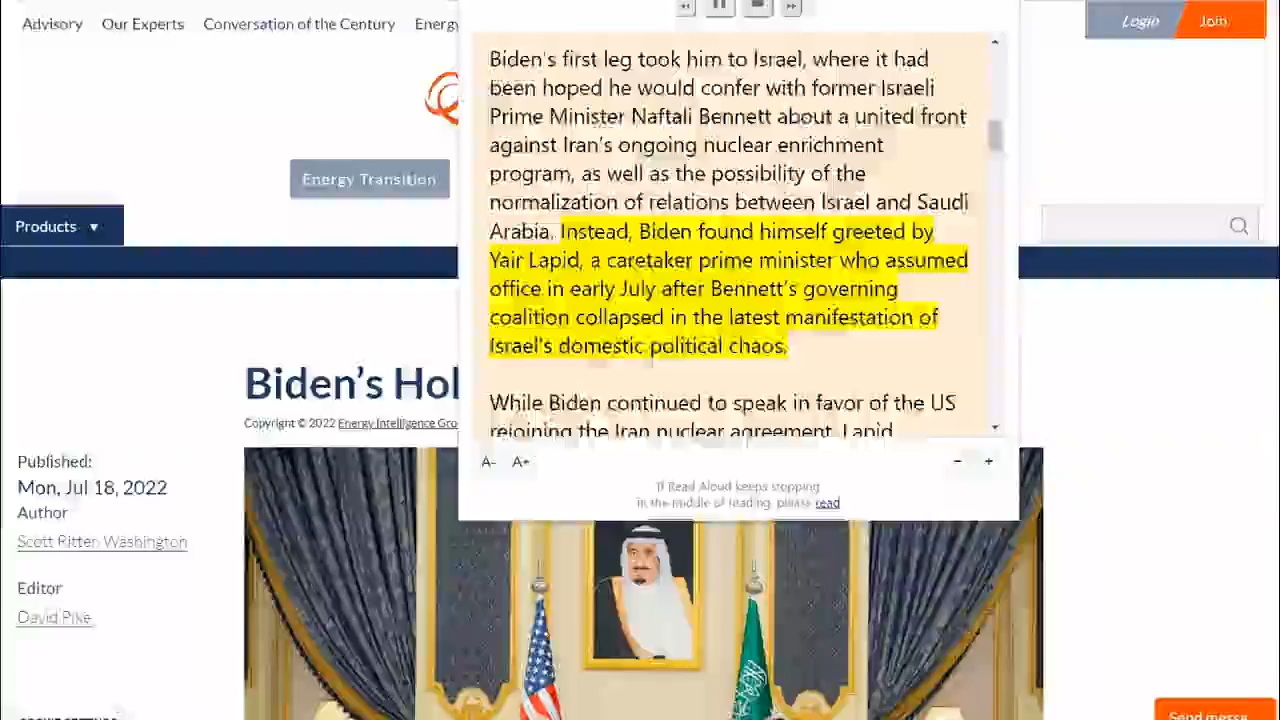 Advisory Our Experts Conversation of the Century Energy
Login Join
Energy Transition
Products
Biden's first leg took him to Israel, where it had
been hoped he would confer with former Israeli
Prime Minister Naftali Bennett about a united front
against Iran's ongoing nuclear enrichment
program, as well as the possibility of the
normalization of relations between Israel and Saudi
Arabia. Instead, Biden found himself greeted by
Yair Lapid, a caretaker prime minister who assumed
office in early July after Bennett's governing
coalition collapsed in the latest manifestation of
Israel's domestic political chaos.
While Biden continued to speak in favor of the US
rejoining the Iran nuclear agreement, Lapid
A- A+ - +
If Read Aloud keeps stopping
in the middle of reading, please read
Biden's Hol
Copyright © 2022 Energy Intelligence Gro
Published:
Mon, Jul 18, 2022
Author
Scott Ritter, Washington
Editor
David Pike
Send messa...